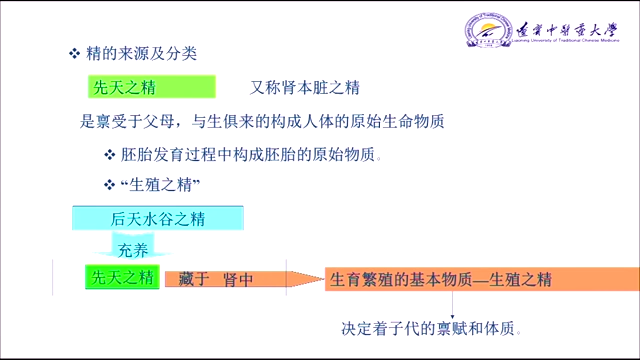 遼寧中醫藥大學
Liaoning University of Traditional Chinese Medicine
❖ 精的来源及分类
先天之精 又称肾本脏之精
是禀受于父母，与生俱来的构成人体的原始生命物质
❖ 胚胎发育过程中构成胚胎的原始物质。
❖ “生殖之精”
后天水谷之精
充养
先天之精 藏于 肾中 生育繁殖的基本物质—生殖之精
决定着子代的禀赋和体质。